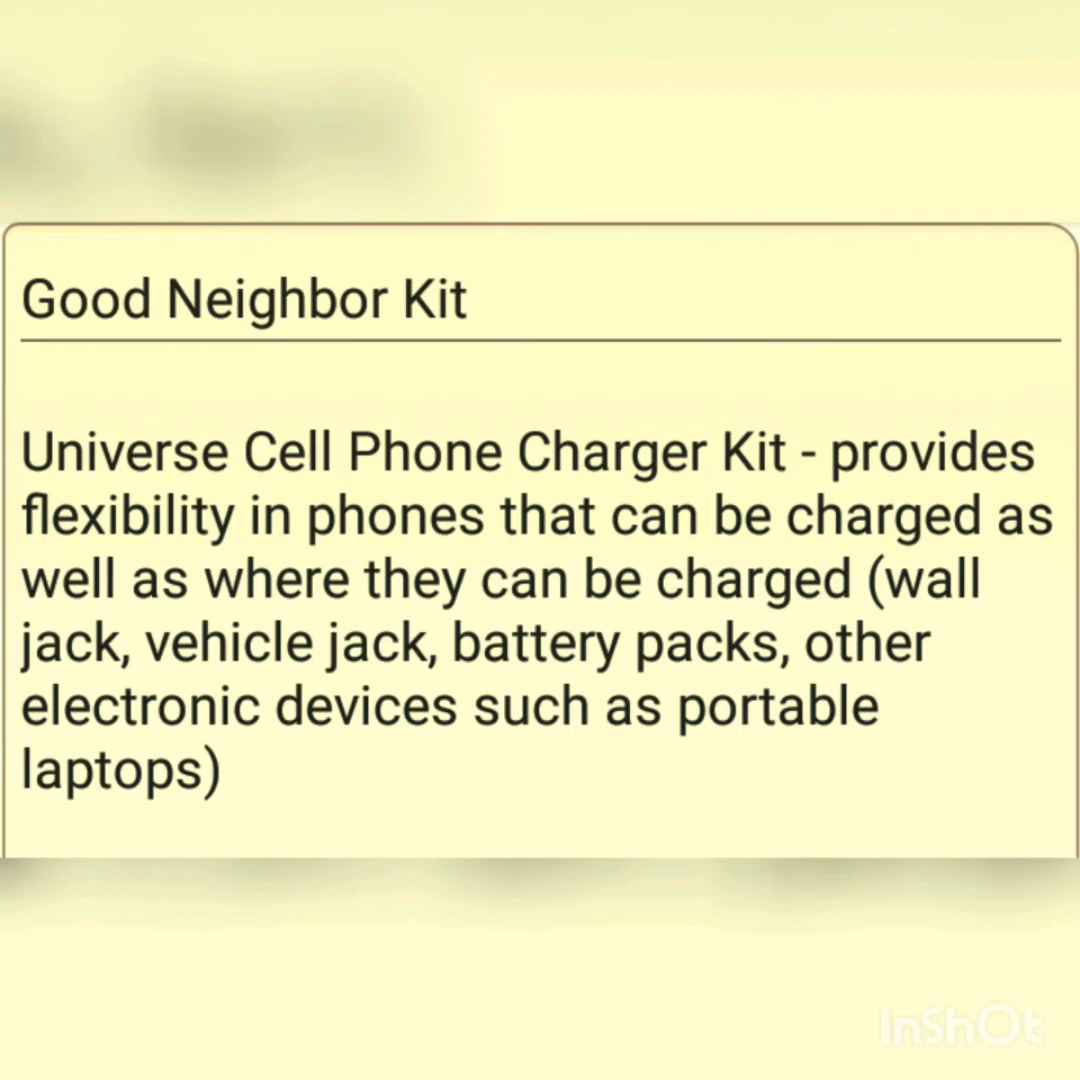 Good Neighbor Kit
Universe Cell Phone Charger Kit - provides
flexibility in phones that can be charged as
well as where they can be charged (wall
jack, vehicle jack, battery packs, other
electronic devices such as portable
laptops)
InShOt